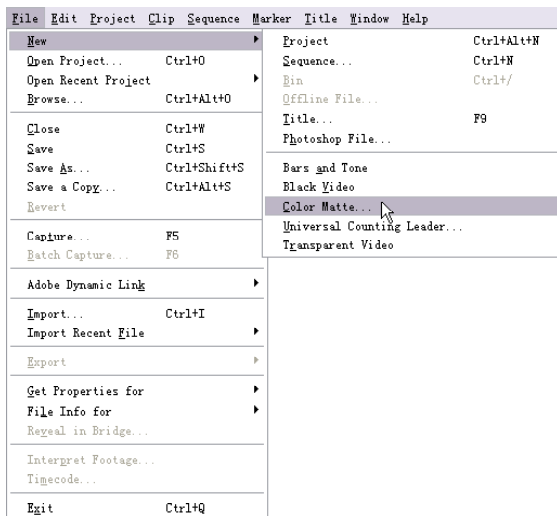 File Edit Project Clip Sequence Marker Title Window Help
New
Open Project... Ctrl+O
Open Recent Project
Browse... Ctrl+Alt+O
Close Ctrl+W
Save Ctrl+S
Save As... Ctrl+Shift+S
Save a Copy... Ctrl+Alt+S
Revert
Capture... F5
Batch Capture... F6
Adobe Dynamic Link
Import... Ctrl+I
Import Recent File
Export
Get Properties for
File Info for
Reveal in Bridge...
Interpret Footage...
Timecode...
Exit Ctrl+Q
Project Ctrl+Alt+N
Sequence... Ctrl+N
Bin Ctrl+/
Offline File...
Title... F9
Photoshop File...
Bars and Tone
Black Video
Color Matte...
Universal Counting Leader...
Transparent Video